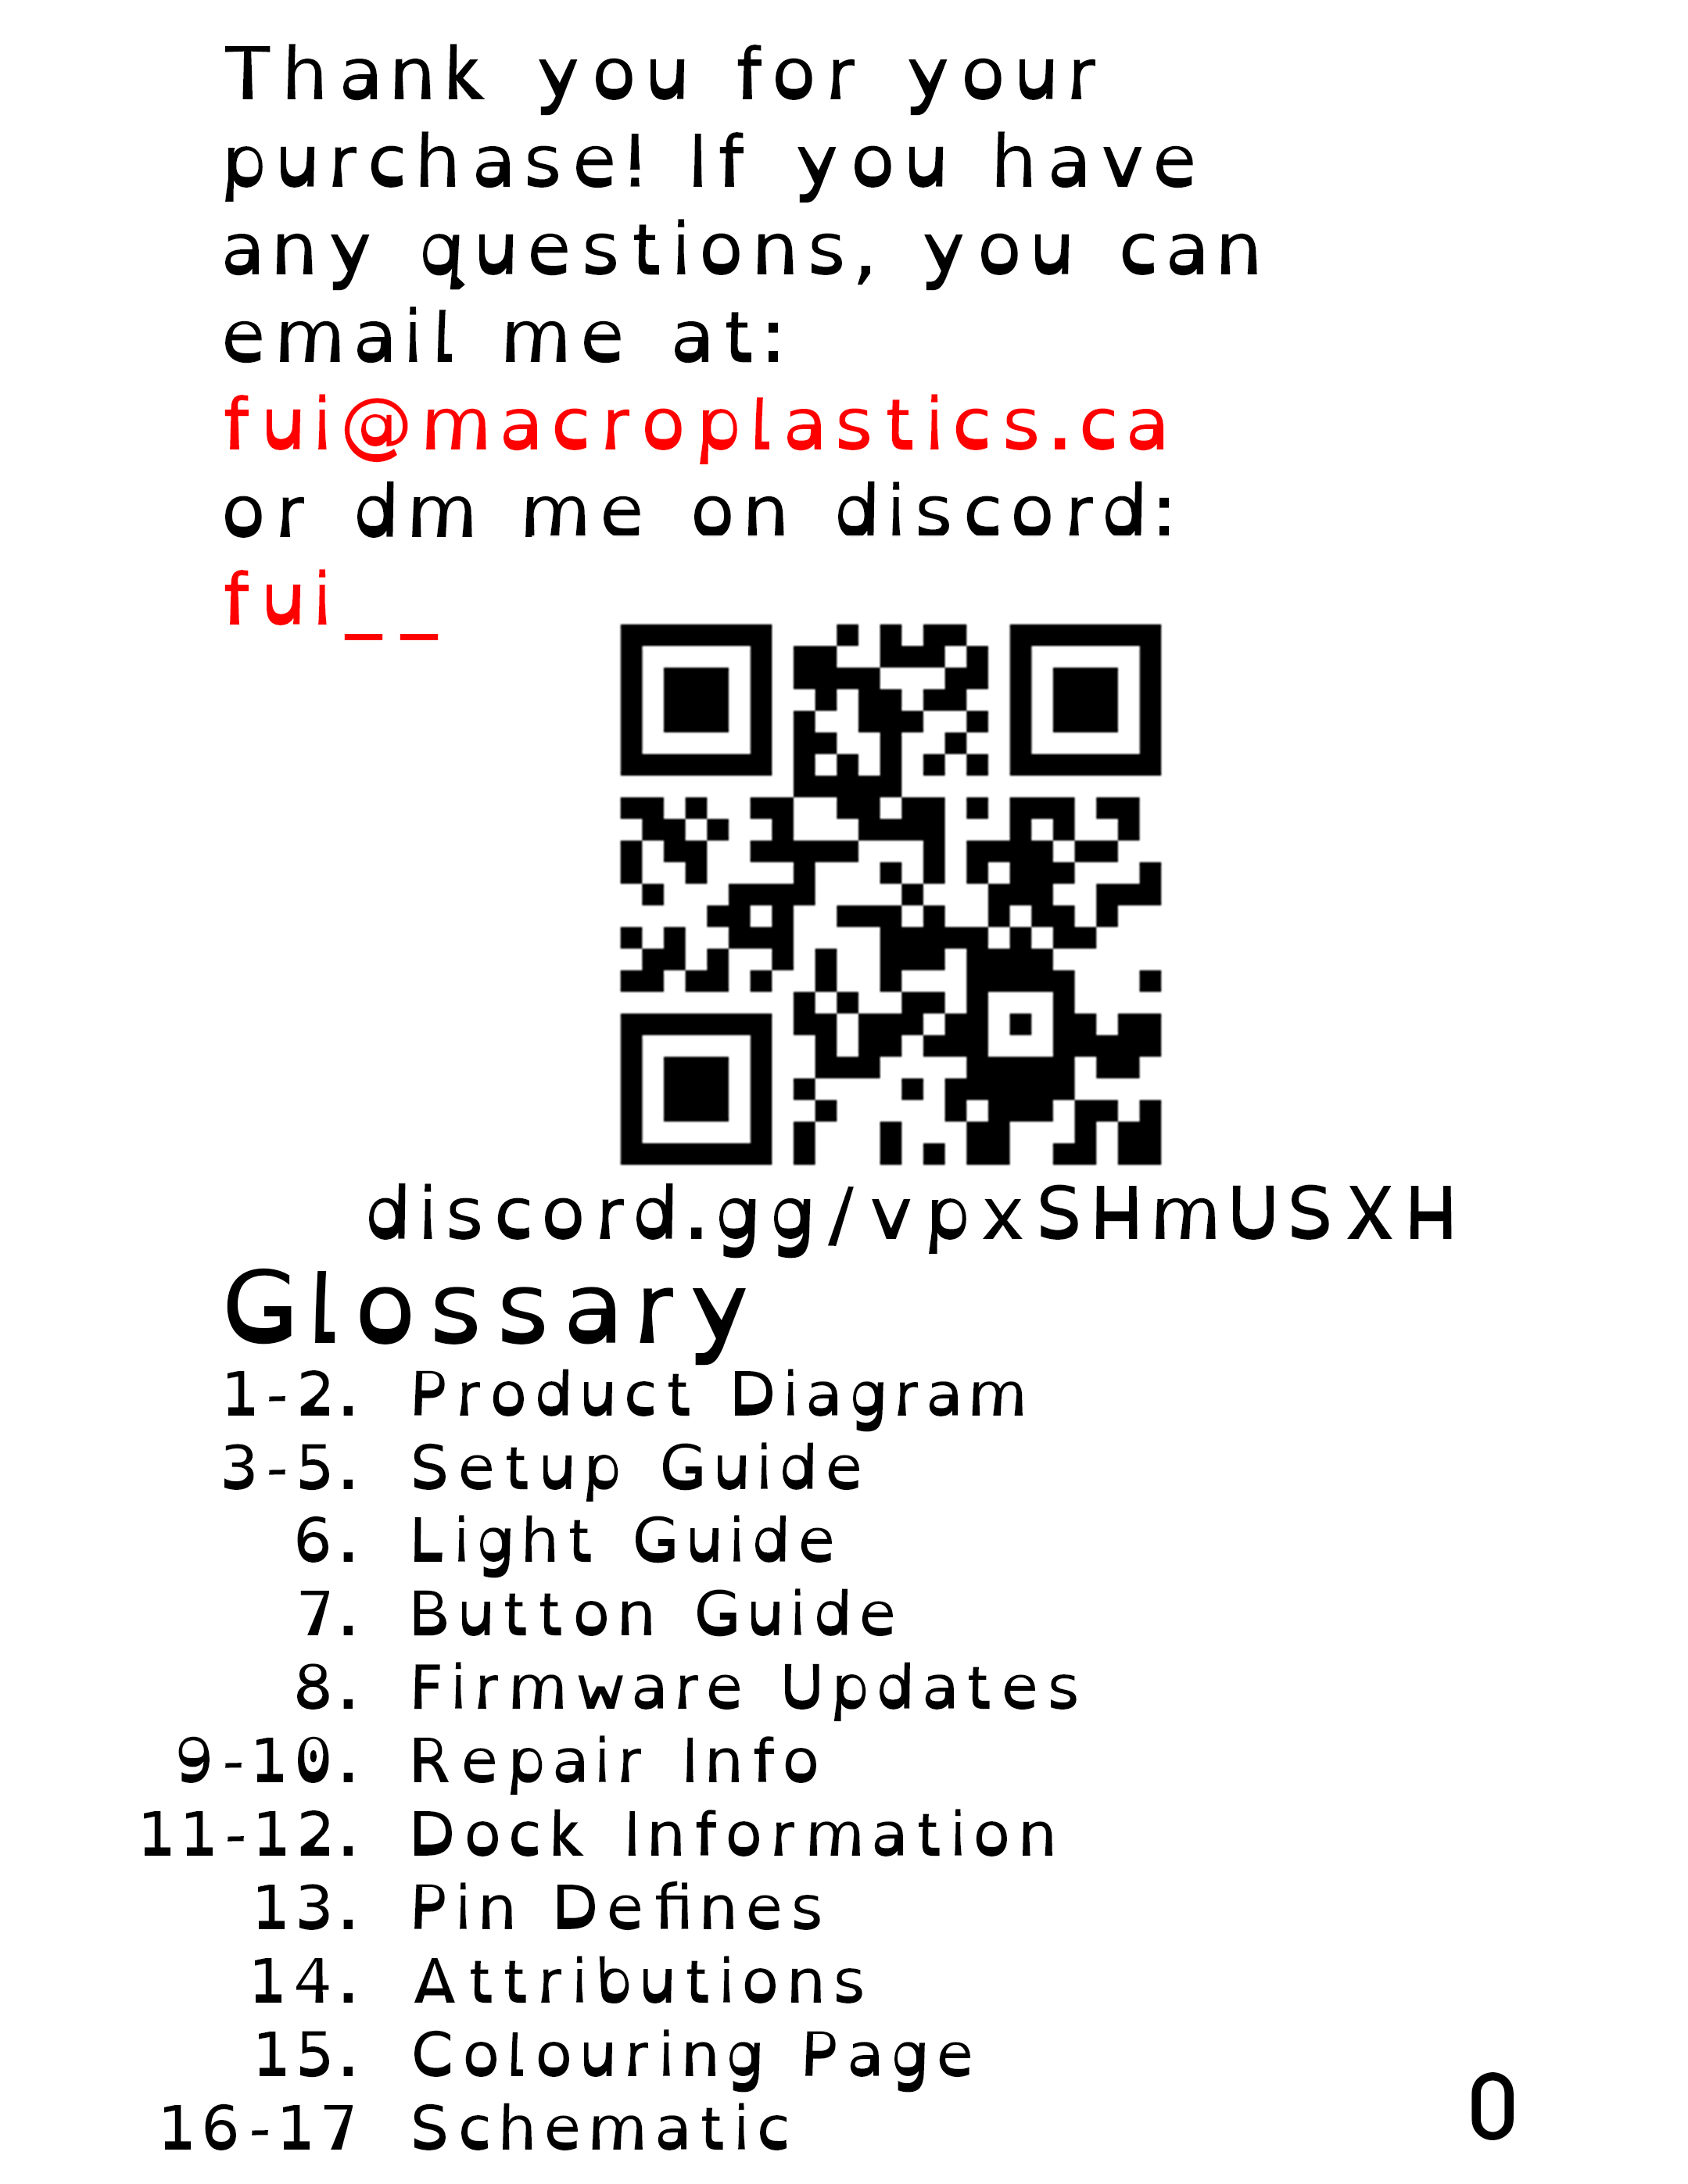 Thank you for your
purchase! If you have
any questions, you can
email me at:
fui@macroplastics.ca
or dm me on discord:
fui__
discord.gg/vpxSHmUSXH
Glossary
1-2. Product Diagram
3-5. Setup Guide
6. Light Guide
7. Button Guide
8. Firmware Updates
9-10. Repair Info
11-12. Dock Information
13. Pin Defines
14. Attributions
15. Colouring Page
16-17 Schematic
0